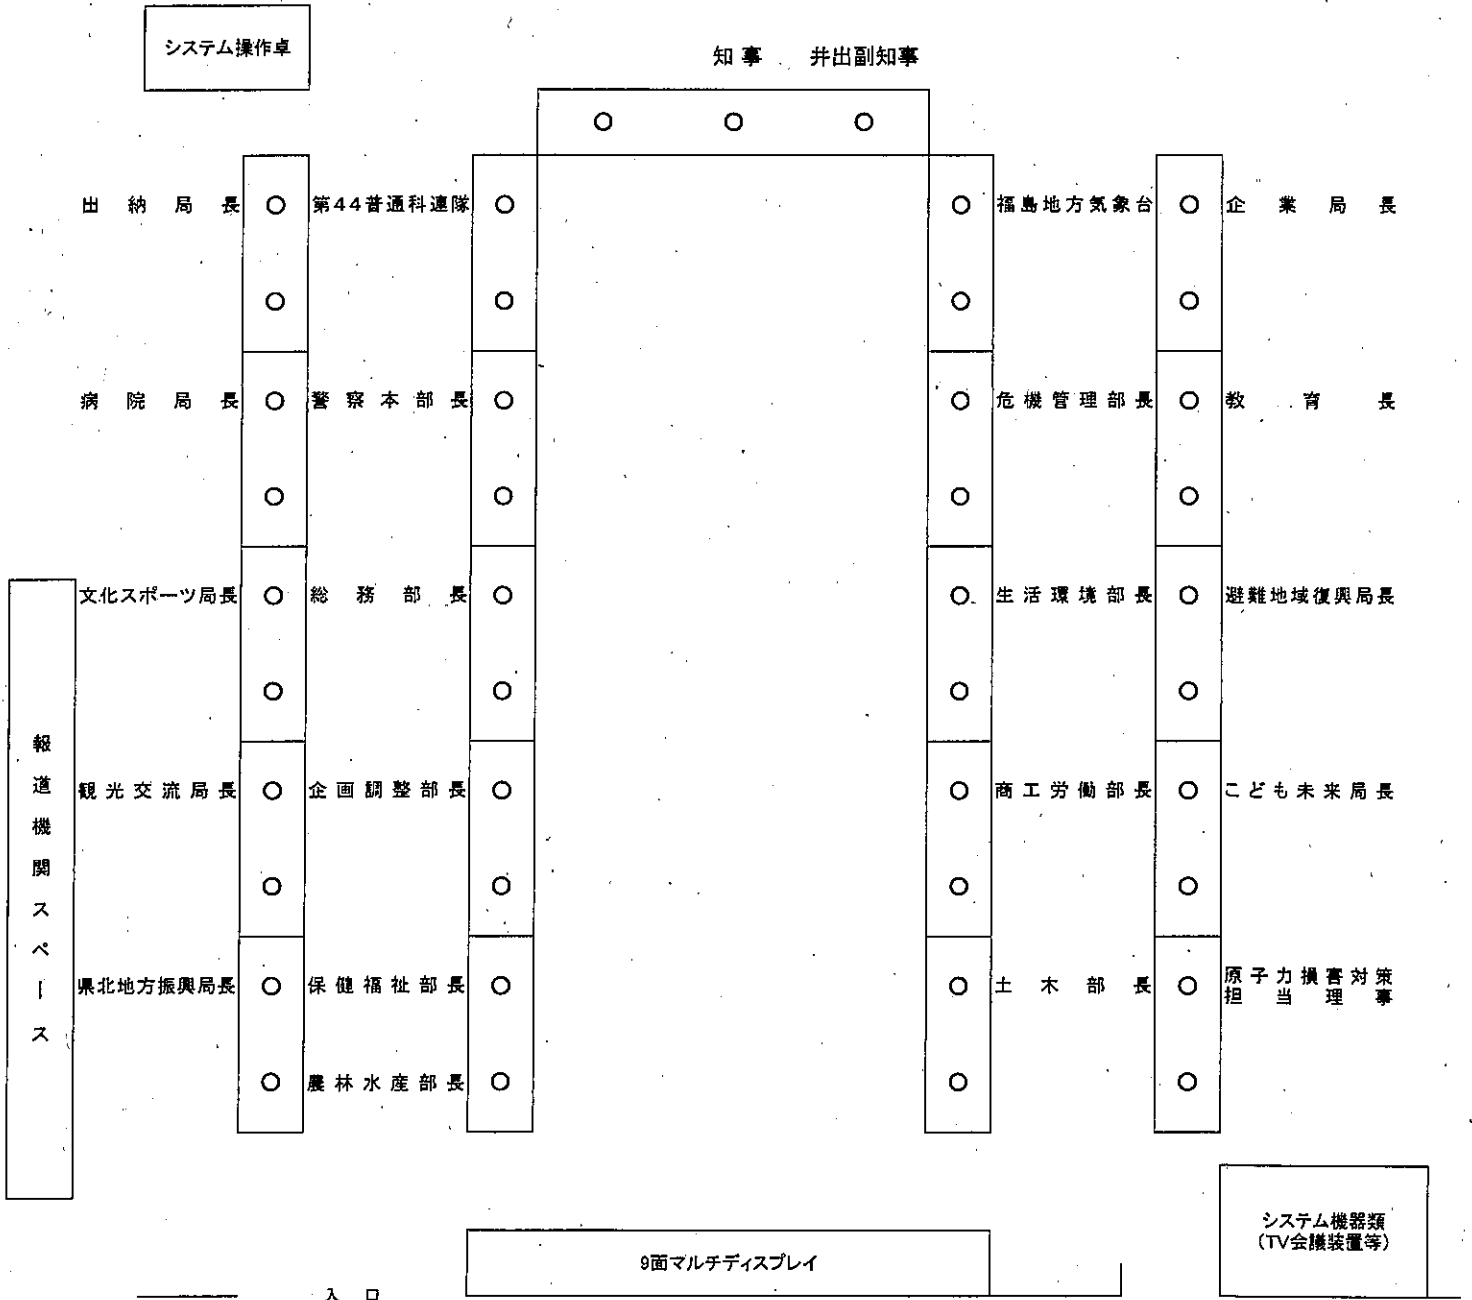 システム操作卓
知事 井出副知事
出納局長 第44普通科連隊 福島地方気象台 企業局長
病院局長 警察本部長 危機管理部長 教育長
文化スポーツ局長 総務部長 生活環境部長 避難地域復興局長
報道機関スペース
観光交流局長 企画調整部長 商工労働部長 こども未来局長
県北地方振興局長 保健福祉部長 土木部長 原子力損害対策
担当理事
農林水産部長
システム機器類
(TV会議装置等)
9面マルチディスプレイ
入口